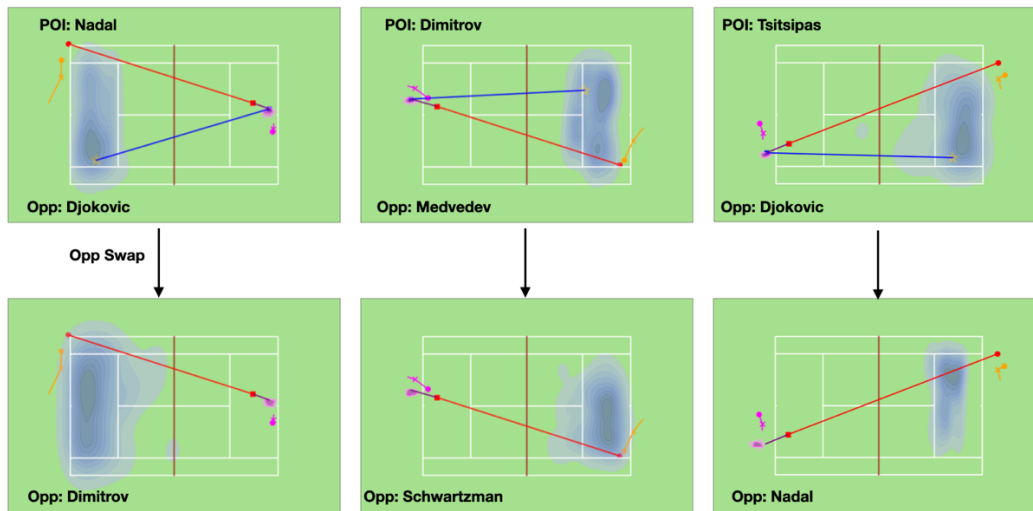 POI: Nadal
POI: Dimitrov
POI: Tsitsipas
Opp: Djokovic
Opp: Medvedev
Opp: Djokovic
Opp Swap
Opp: Dimitrov
Opp: Schwartzman
Opp: Nadal